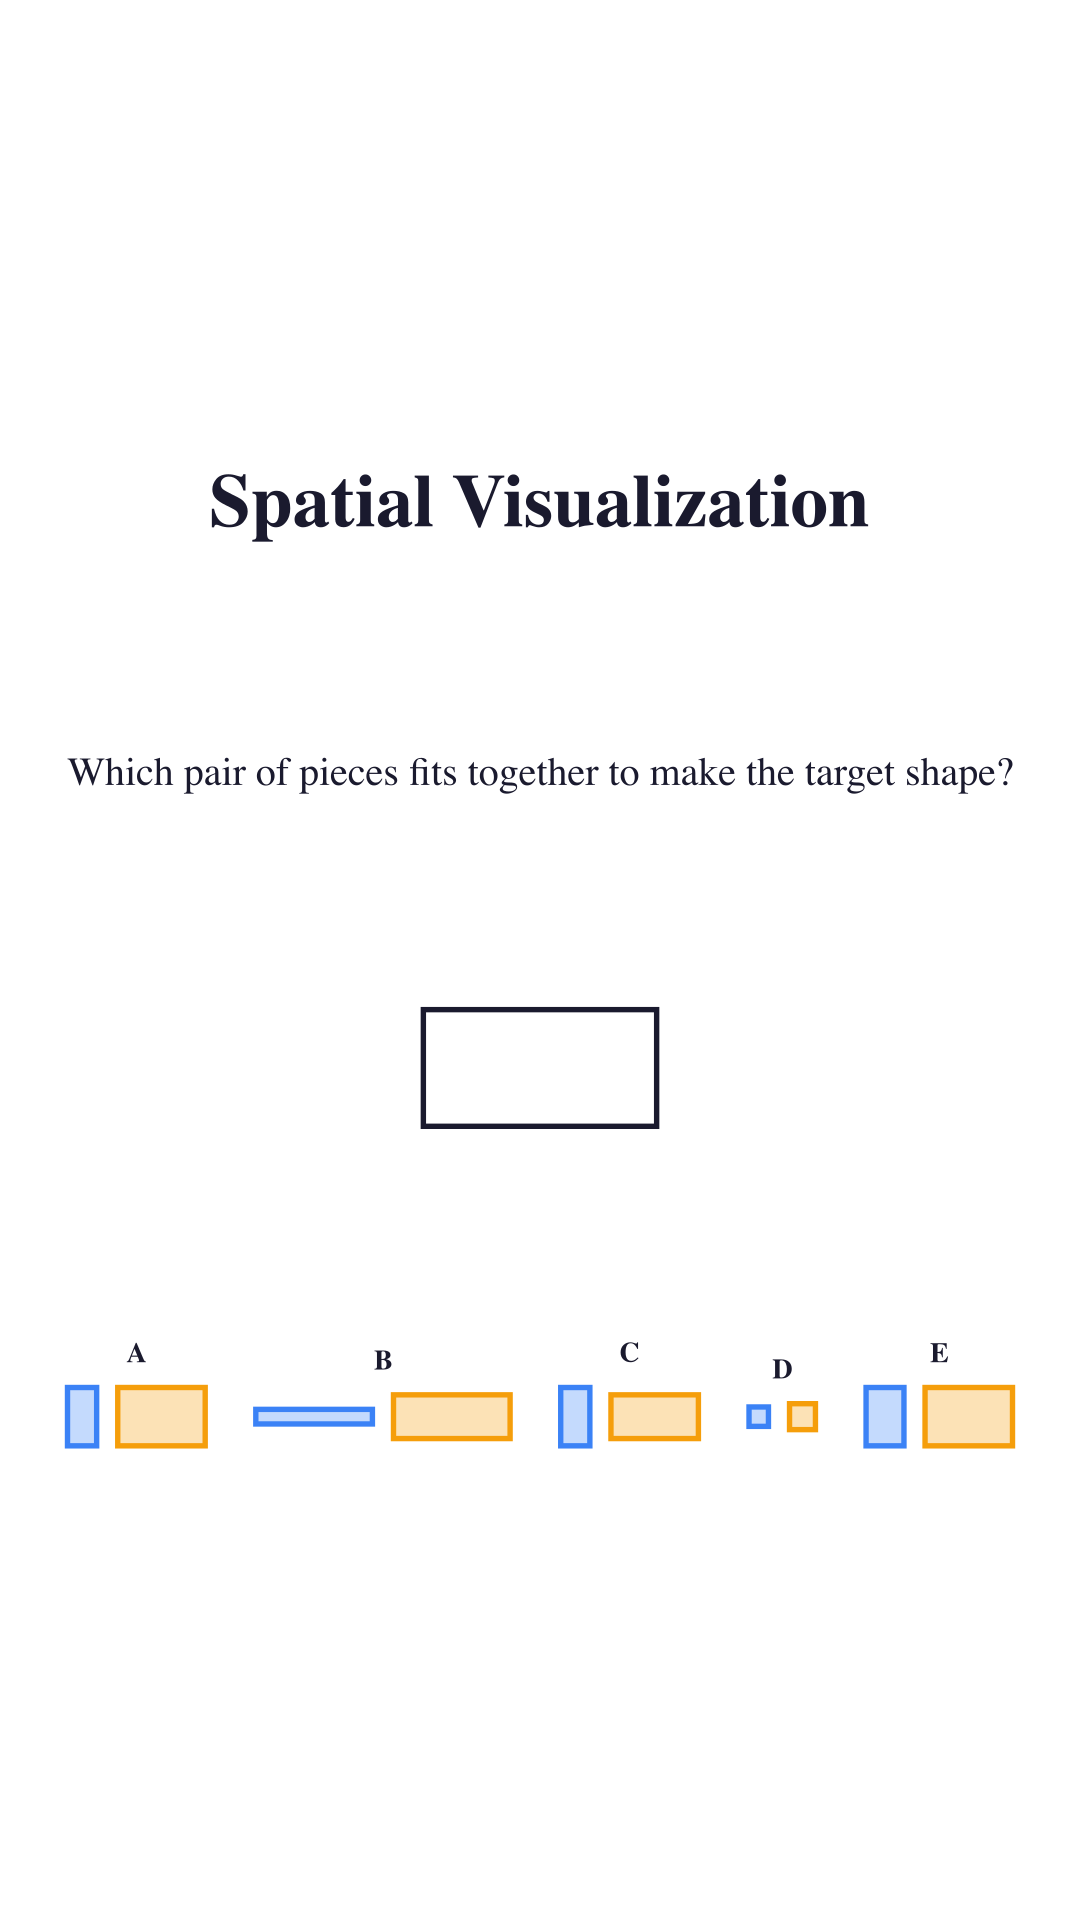 Spatial Visualization
Which pair of pieces fits together to make the target shape?
A B C D E